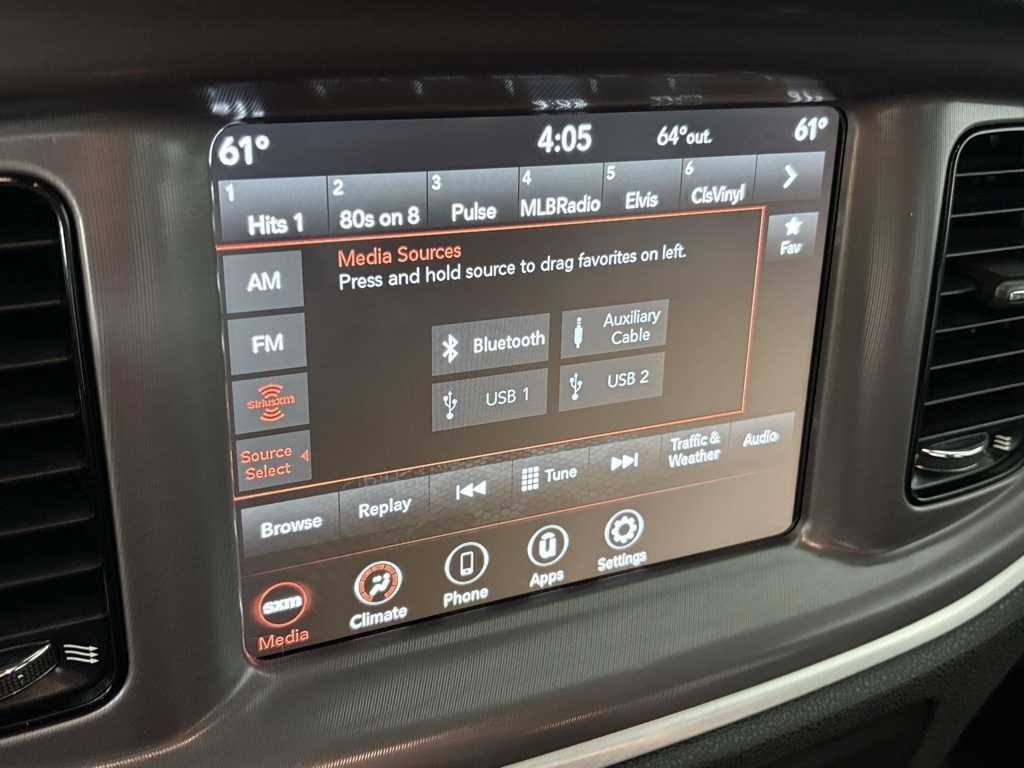 61° 4:05 64°out. 61°
1 2 3 4 5 6
Hits 1 80s on 8 Pulse MLBRadio Elvis ClsVinyl
Media Sources
Press and hold source to drag favorites on left.
Fav
AM
FM
SiriusXm
Source
Select
Bluetooth
Auxiliary
Cable
USB 1
USB 2
Browse
Replay
Tune
Traffic &
Weather
Audio
sxm
Media
Climate
Phone
Apps
Settings